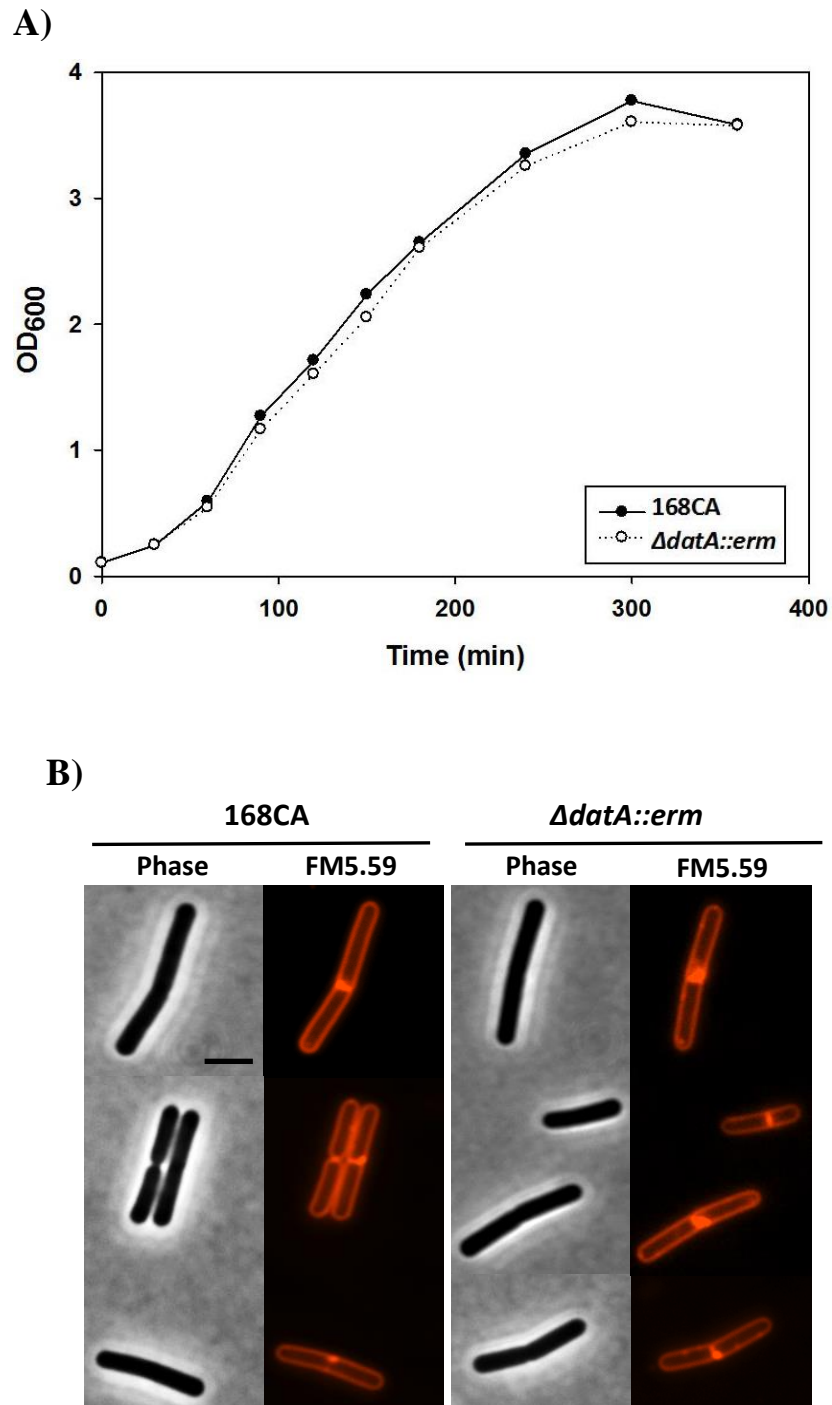 A)
4
3
2
1
0
OD600
0 100 200 300 400
Time (min)
168CA
ΔdatA::erm
B)
168CA ΔdatA::erm
Phase FM5.59 Phase FM5.59